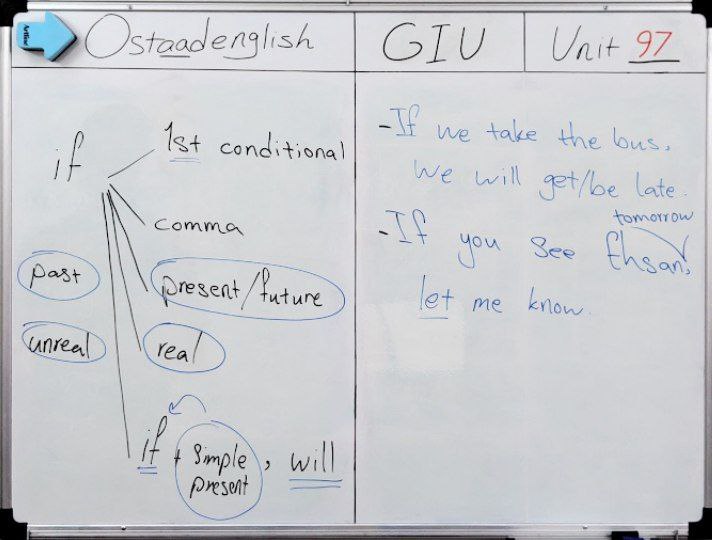 Artline
Ostaadenglish
GIU
Unit 97
if
1st conditional
comma
past
present/future
unreal
real
if + simple present, will
-If we take the bus,
we will get/be late.
tomorrow
-If you see Ehsan,
let me know.